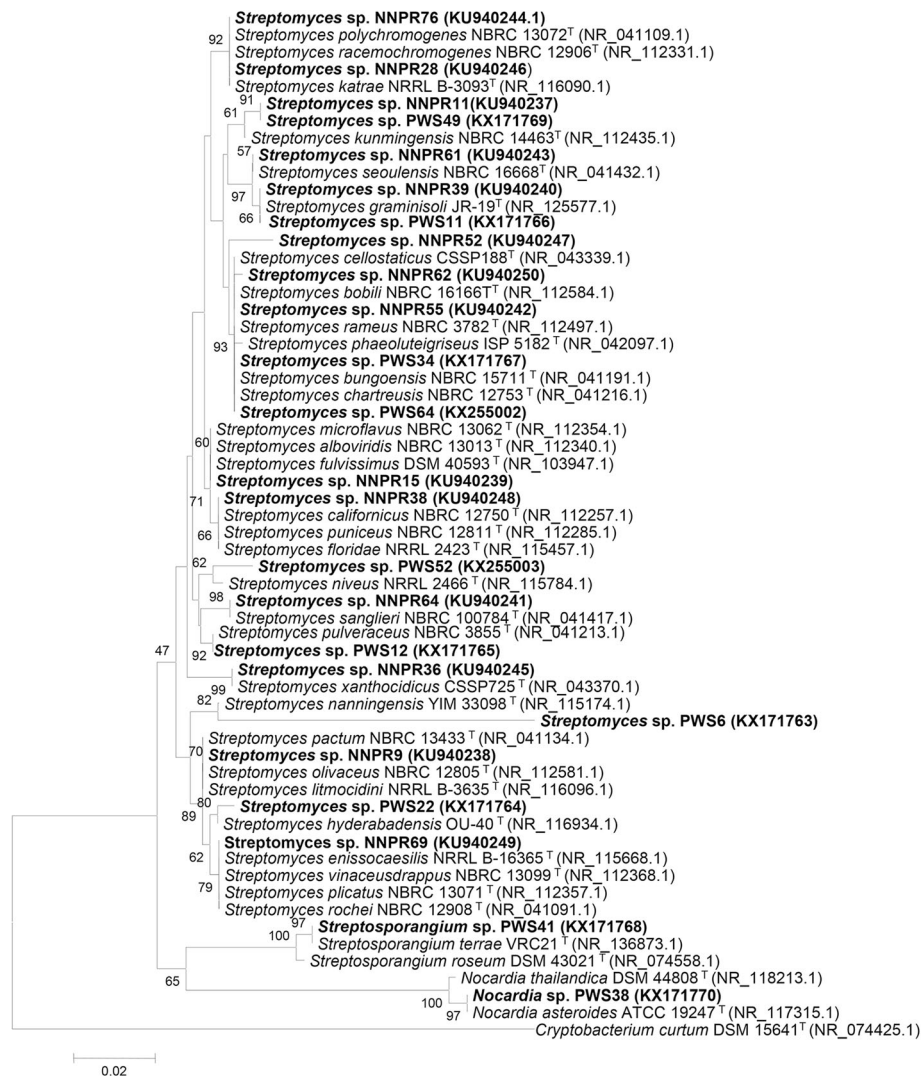 Streptomyces sp. NNPR76 (KU940244.1)
92
Streptomyces polychromogenes NBRC 13072T (NR_041109.1)
Streptomyces racemochromogenes NBRC 12906T (NR_112331.1)
Streptomyces sp. NNPR28 (KU940246)
Streptomyces katrae NRRL B-3093T (NR_116090.1)
91
Streptomyces sp. NNPR11(KU940237)
61
Streptomyces sp. PWS49 (KX171769)
Streptomyces kunmingensis NBRC 14463T (NR_112435.1)
57
Streptomyces sp. NNPR61 (KU940243)
Streptomyces seoulensis NBRC 16668T (NR_041432.1)
97
Streptomyces sp. NNPR39 (KU940240)
Streptomyces graminisoli JR-19T (NR_125577.1)
66
Streptomyces sp. PWS11 (KX171766)
Streptomyces sp. NNPR52 (KU940247)
Streptomyces cellostaticus CSSP188T (NR_043339.1)
Streptomyces sp. NNPR62 (KU940250)
Streptomyces bobili NBRC 16166TT (NR_112584.1)
Streptomyces sp. NNPR55 (KU940242)
Streptomyces rameus NBRC 3782 T (NR_112497.1)
93
Streptomyces phaeoluteigriseus ISP 5182 T (NR_042097.1)
Streptomyces sp. PWS34 (KX171767)
Streptomyces bungoensis NBRC 15711 T (NR_041191.1)
Streptomyces chartreusis NBRC 12753 T (NR_041216.1)
Streptomyces sp. PWS64 (KX255002)
Streptomyces microflavus NBRC 13062 T (NR_112354.1)
60
Streptomyces alboviridis NBRC 13013 T (NR_112340.1)
Streptomyces fulvissimus DSM 40593 T (NR_103947.1)
Streptomyces sp. NNPR15 (KU940239)
71
Streptomyces sp. NNPR38 (KU940248)
Streptomyces californicus NBRC 12750 T (NR_112257.1)
66
Streptomyces puniceus NBRC 12811 T (NR_112285.1)
Streptomyces floridae NRRL 2423 T (NR_115457.1)
62
Streptomyces sp. PWS52 (KX255003)
Streptomyces niveus NRRL 2466 T (NR_115784.1)
98
Streptomyces sp. NNPR64 (KU940241)
Streptomyces sanglieri NBRC 100784 T (NR_041417.1)
Streptomyces pulveraceus NBRC 3855 T (NR_041213.1)
47
92
Streptomyces sp. PWS12 (KX171765)
Streptomyces sp. NNPR36 (KU940245)
99
Streptomyces xanthocidicus CSSP725 T (NR_043370.1)
82
Streptomyces nanningensis YIM 33098 T (NR_115174.1)
Streptomyces sp. PWS6 (KX171763)
Streptomyces pactum NBRC 13433 T (NR_041134.1)
70
Streptomyces sp. NNPR9 (KU940238)
Streptomyces olivaceus NBRC 12805 T (NR_112581.1)
Streptomyces litmocidini NRRL B-3635 T (NR_116096.1)
80
Streptomyces sp. PWS22 (KX171764)
89
Streptomyces hyderabadensis OU-40 T (NR_116934.1)
Streptomyces sp. NNPR69 (KU940249)
62
Streptomyces enissocaesilis NRRL B-16365 T (NR_115668.1)
Streptomyces vinaceusdrappus NBRC 13099 T (NR_112368.1)
79
Streptomyces plicatus NBRC 13071 T (NR_112357.1)
Streptomyces rochei NBRC 12908 T (NR_041091.1)
97
Streptosporangium sp. PWS41 (KX171768)
100
Streptosporangium terrae VRC21 T (NR_136873.1)
Streptosporangium roseum DSM 43021 T (NR_074558.1)
65
Nocardia thailandica DSM 44808 T (NR_118213.1)
100
Nocardia sp. PWS38 (KX171770)
97
Nocardia asteroides ATCC 19247 T (NR_117315.1)
Cryptobacterium curtum DSM 15641T (NR_074425.1)
0.02